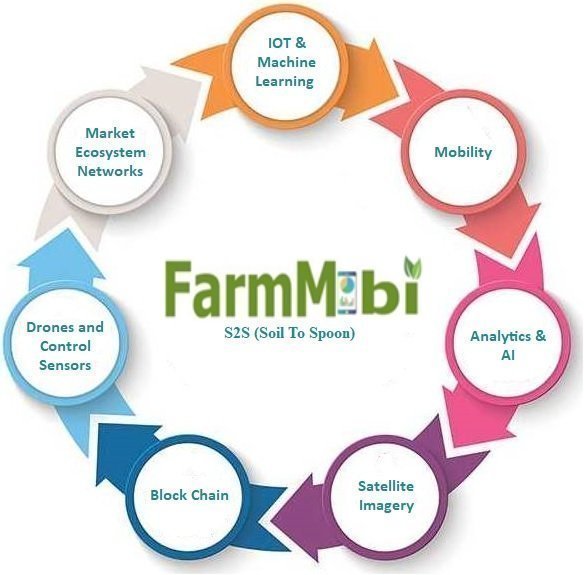 IOT &
Machine
Learning
Mobility
Analytics &
AI
Satellite
Imagery
Block Chain
Drones and
Control
Sensors
Market
Ecosystem
Networks
FarmMobi
S2S (Soil To Spoon)